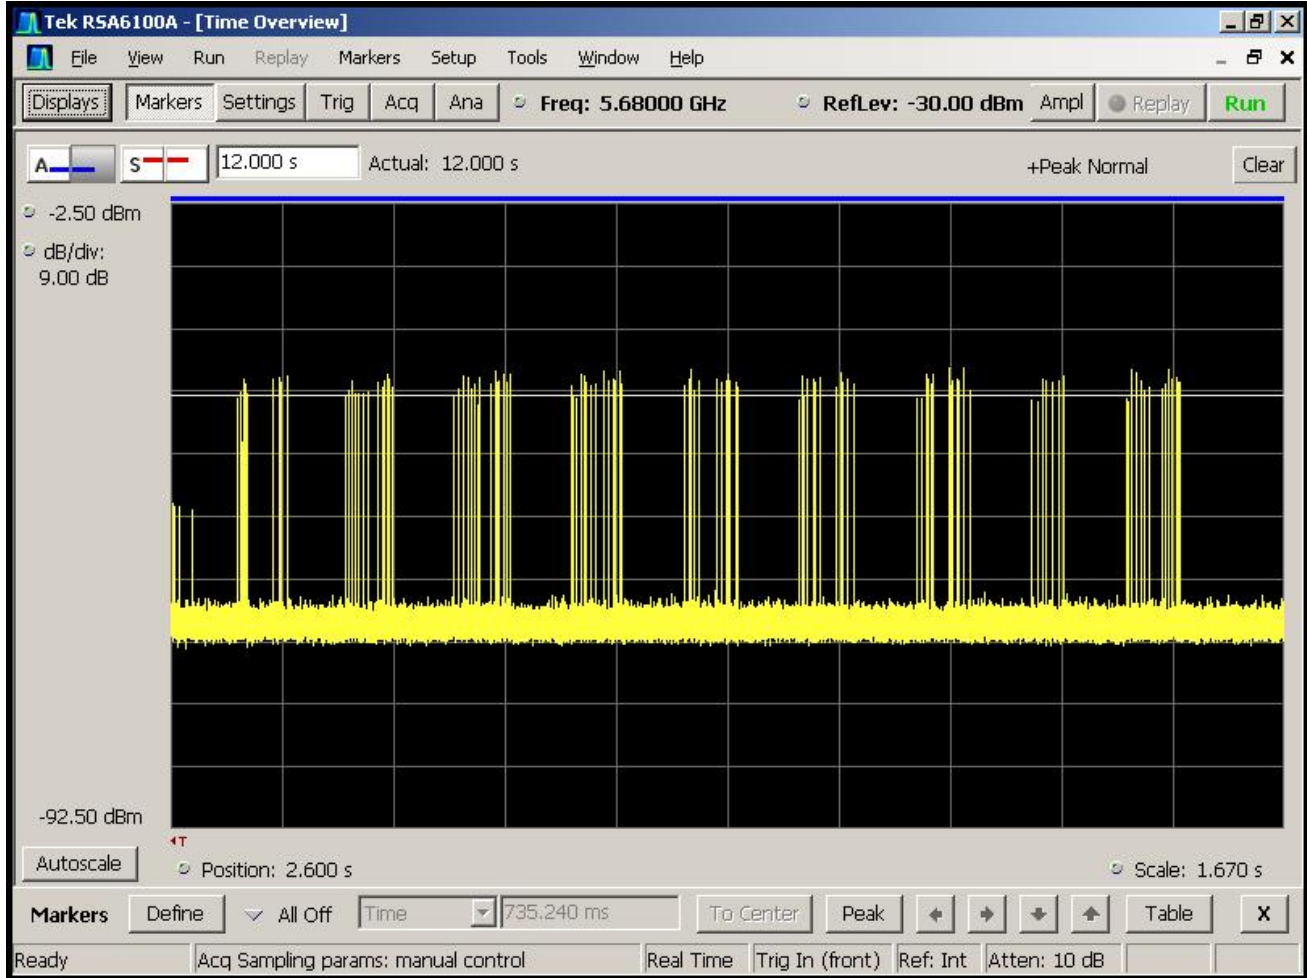 Tek RSA6100A - [Time Overview]
File View Run Replay Markers Setup Tools Window Help
Displays Markers Settings Trig Acq Ana Freq: 5.68000 GHz RefLev: -30.00 dBm Ampl Replay Run
A S 12.000 s Actual: 12.000 s +Peak Normal Clear
-2.50 dBm
dB/div:
9.00 dB
-92.50 dBm
T
Autoscale Position: 2.600 s Scale: 1.670 s
Markers Define All Off Time 735.240 ms To Center Peak Table X
Ready Acq Sampling params: manual control Real Time Trig In (front) Ref: Int Atten: 10 dB